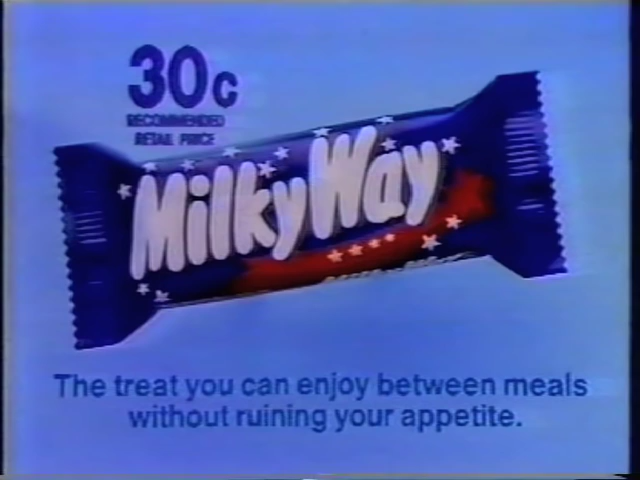 30c
RECOMMENDED
RETAIL PRICE
MilkyWay
The treat you can enjoy between meals
without ruining your appetite.